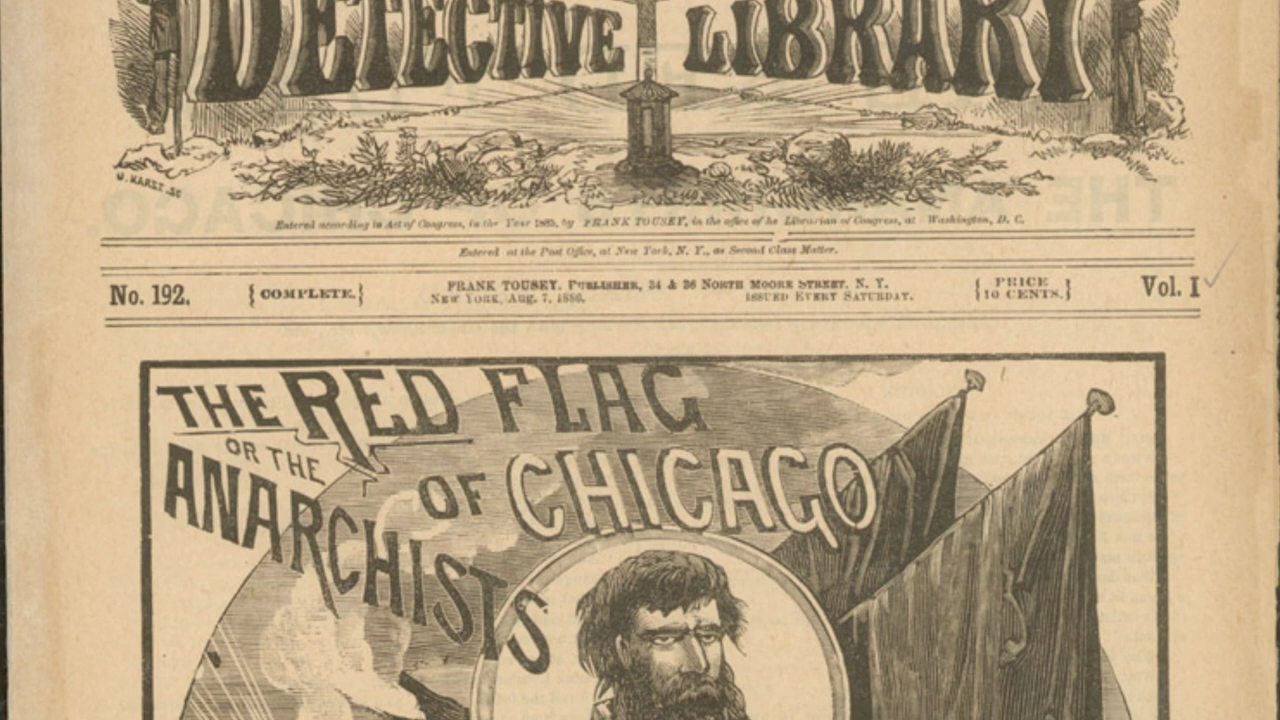 DETECTIVE LIBRARY
W. KARST. SC
Entered according to Act of Congress, in the Year 1885, by FRANK TOUSEY, in the office of he Librarian of Congress, at Washington, D. C.
Entered at the Post Office, at New York, N. Y., as Second Class Matter.
No. 192. {COMPLETE.} FRANK TOUSEY, PUBLISHER, 34 & 36 NORTH MOORE STREET, N. Y. {PRICE 10 CENTS.} Vol. I
NEW YORK, Aug. 7, 1886. ISSUED EVERY SATURDAY.
THE RED FLAG
OF CHICAGO
OR THE
ANARCHISTS